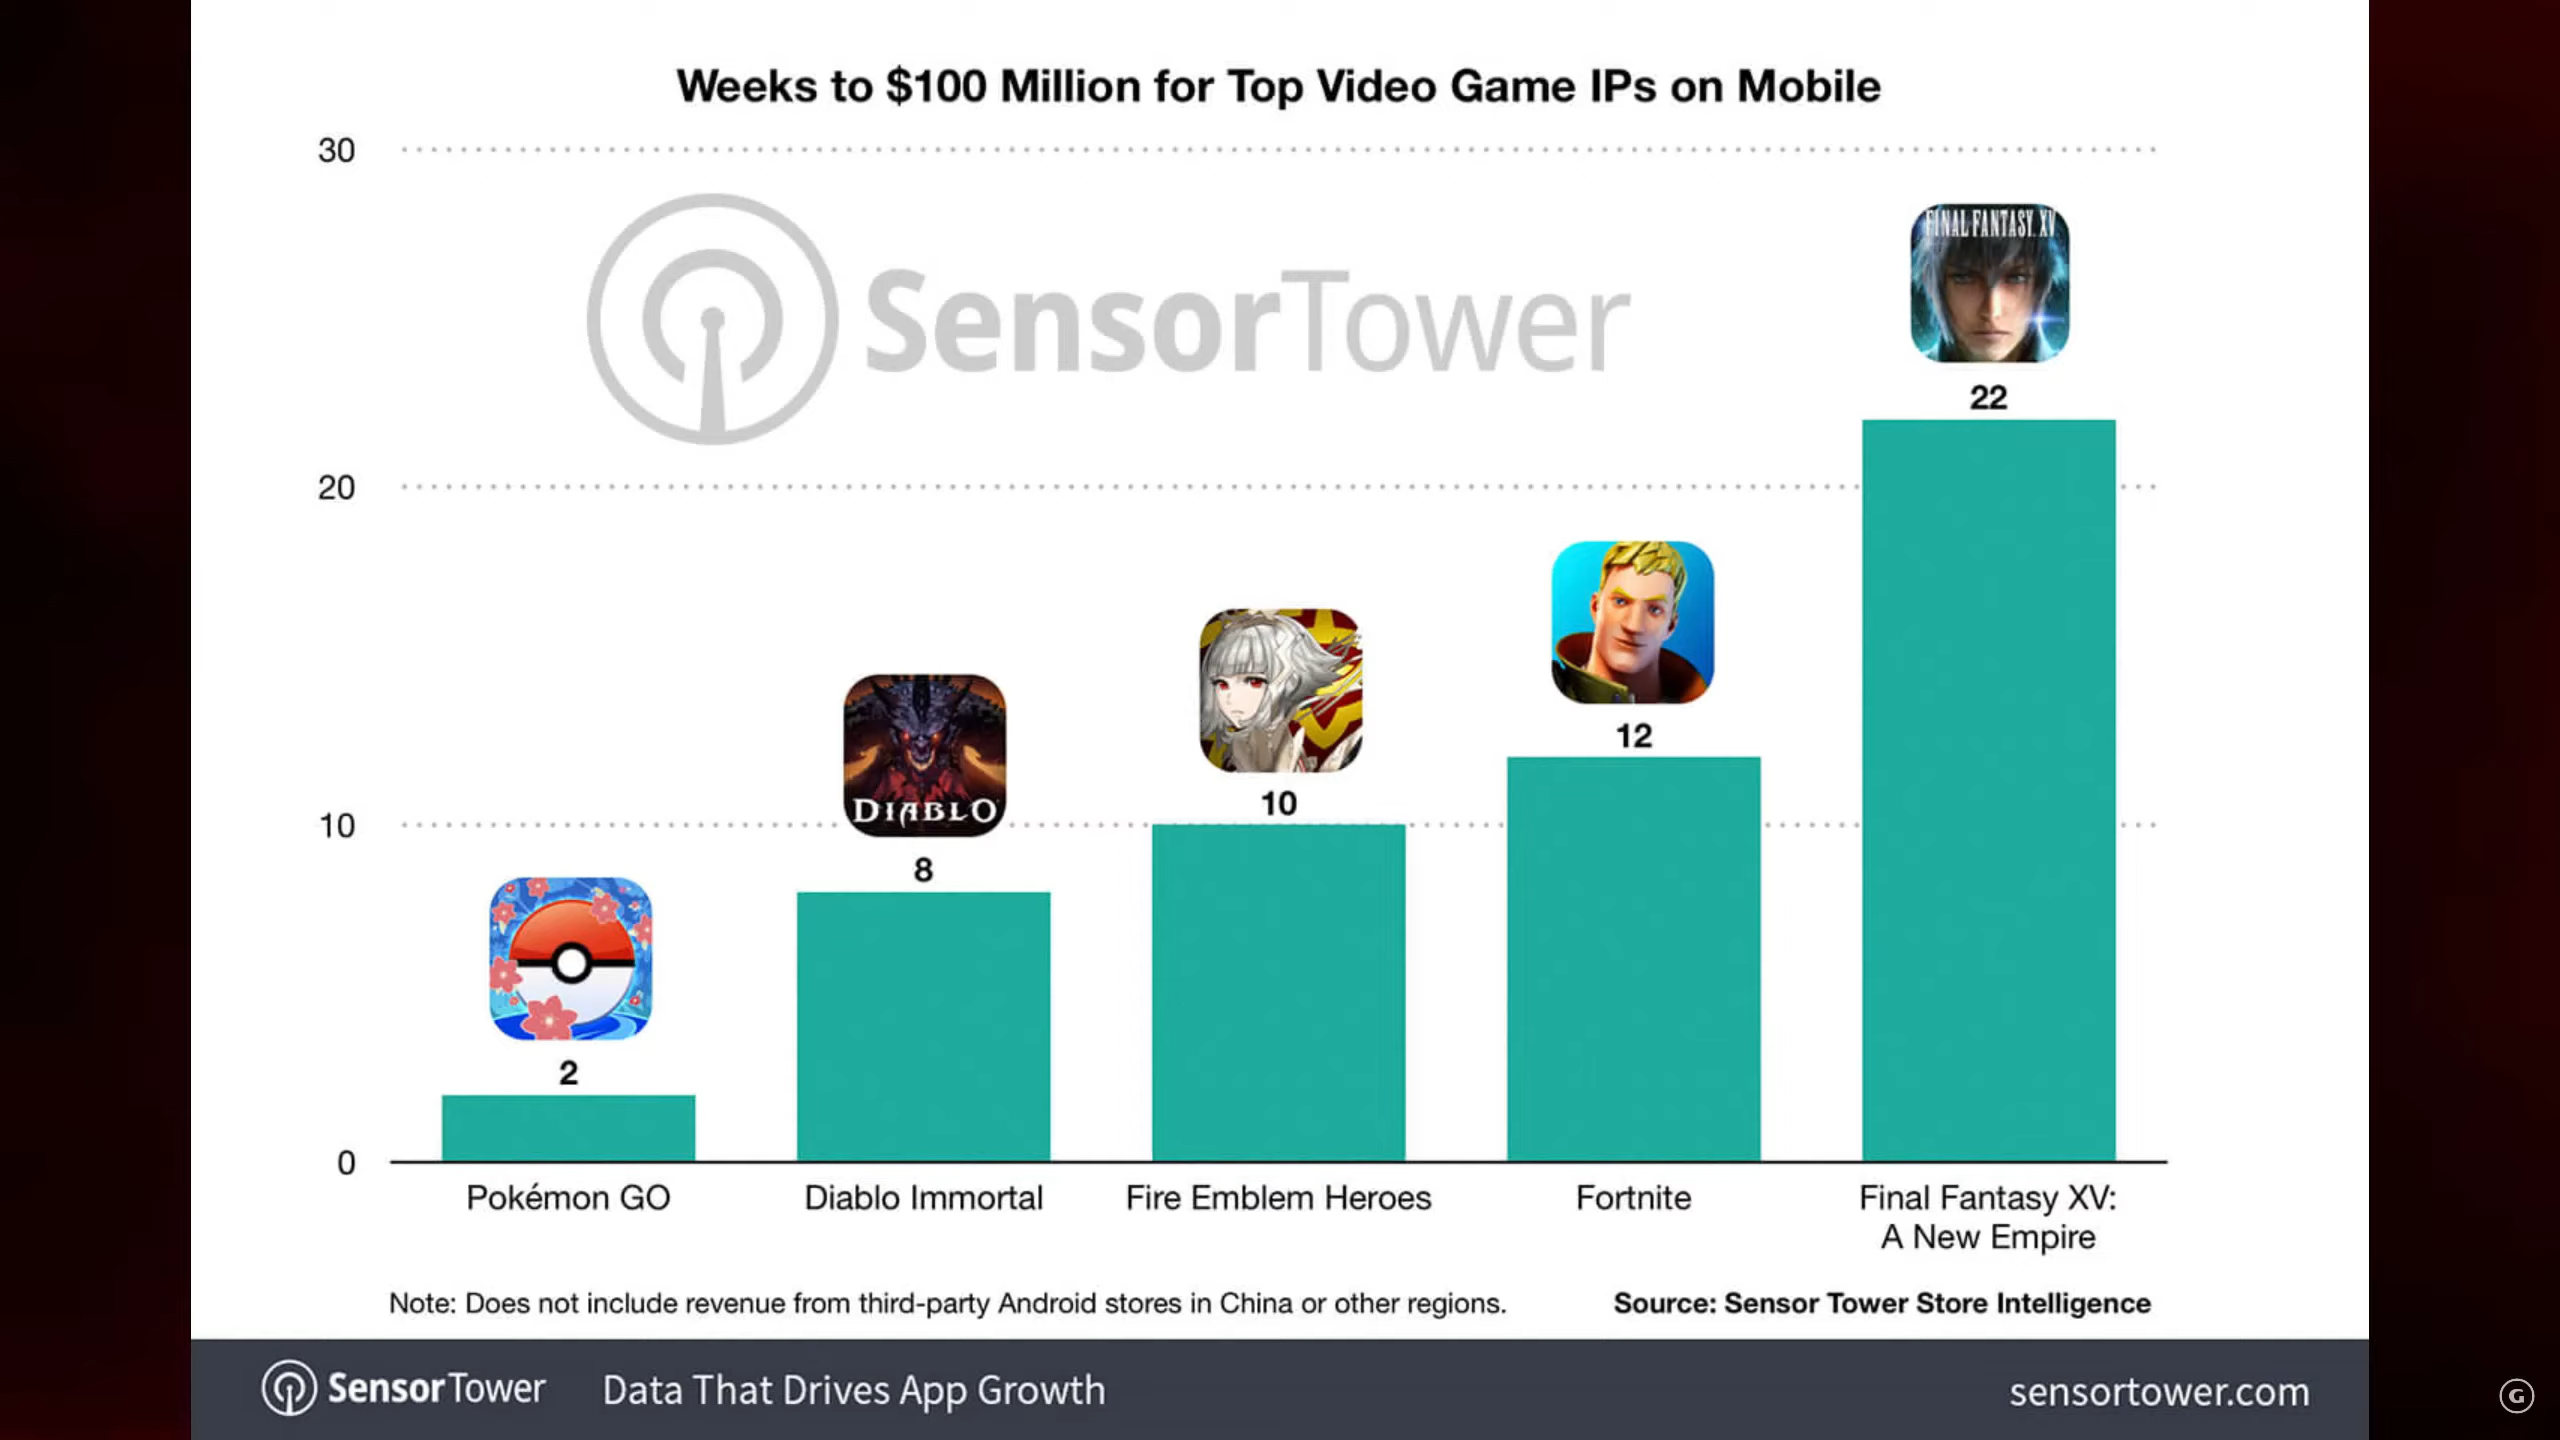 Weeks to $100 Million for Top Video Game IPs on Mobile
30
SensorTower
FINAL FANTASY XV
22
20
12
DIABLO
10
10
8
2
0
Pokémon GO
Diablo Immortal
Fire Emblem Heroes
Fortnite
Final Fantasy XV:
A New Empire
Note: Does not include revenue from third-party Android stores in China or other regions.
Source: Sensor Tower Store Intelligence
SensorTower
Data That Drives App Growth
sensortower.com
G